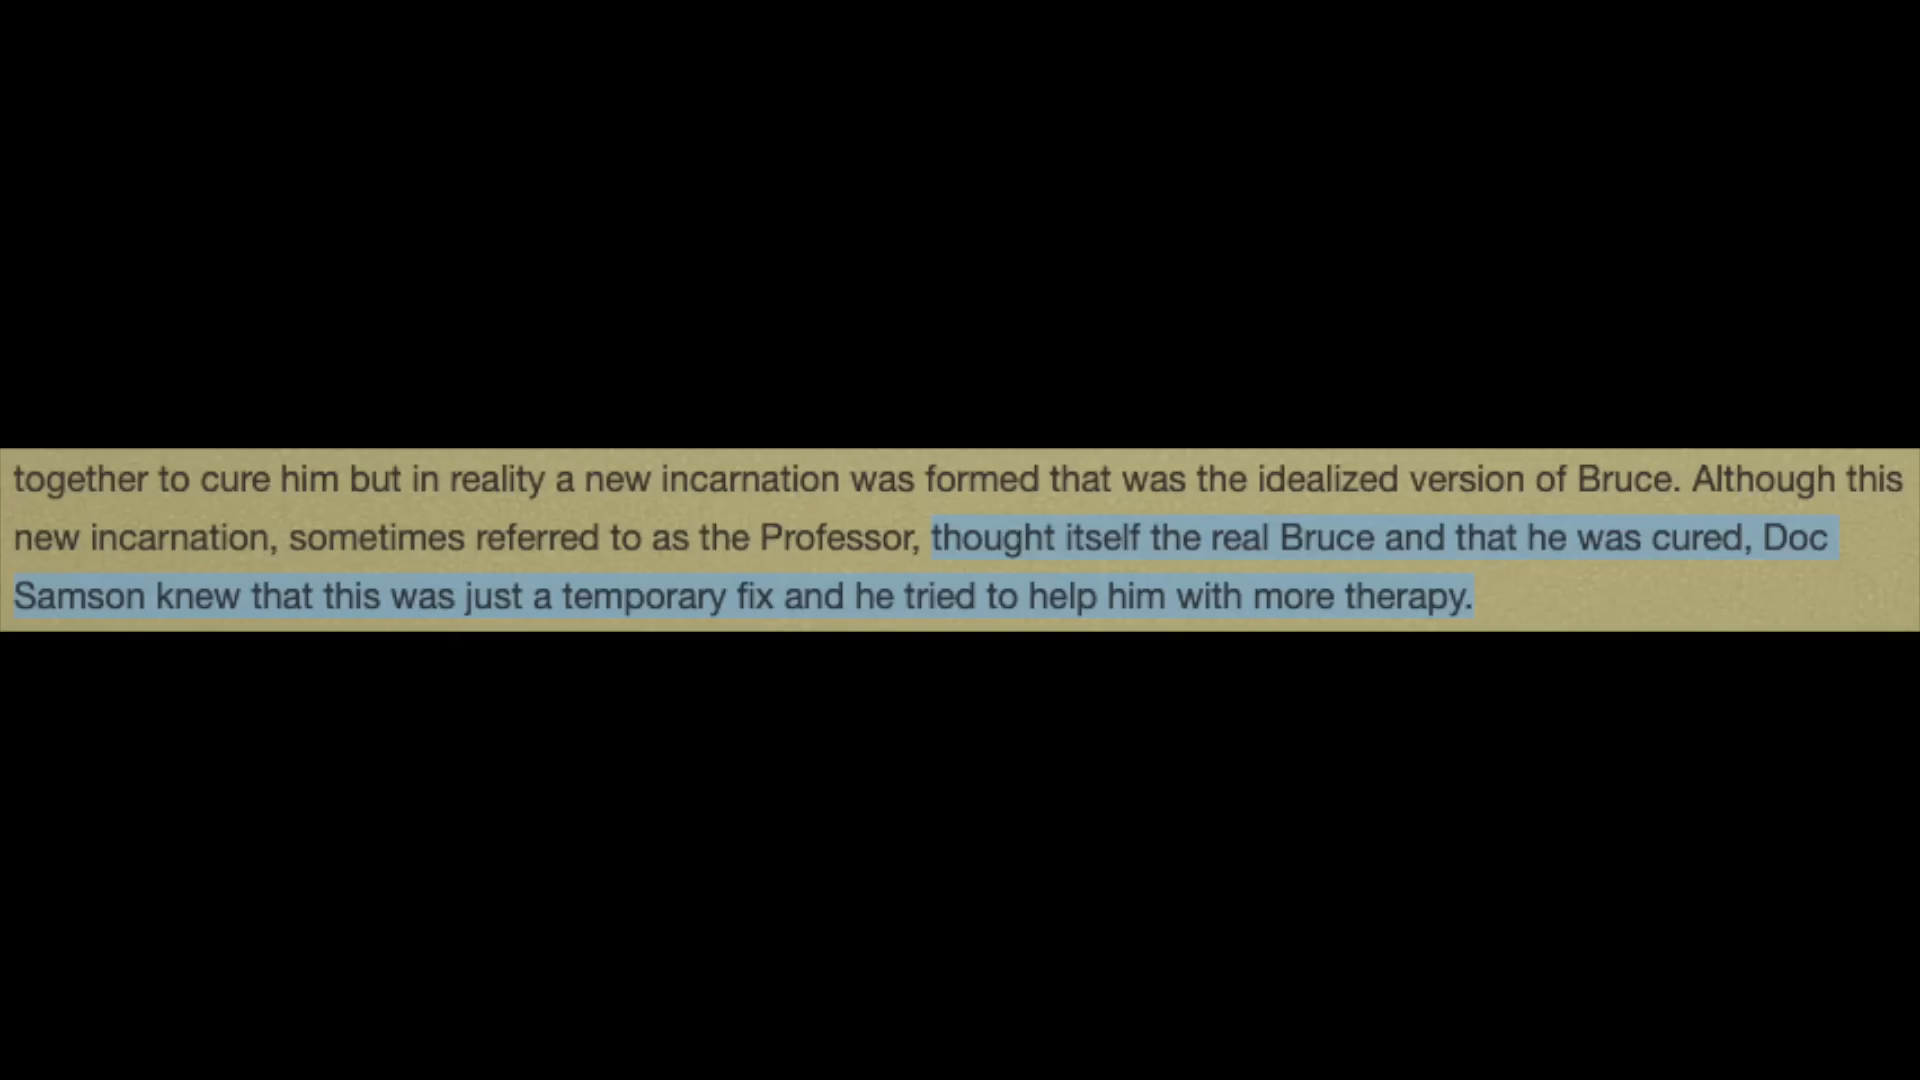 together to cure him but in reality a new incarnation was formed that was the idealized version of Bruce. Although this
new incarnation, sometimes referred to as the Professor, thought itself the real Bruce and that he was cured, Doc
Samson knew that this was just a temporary fix and he tried to help him with more therapy.